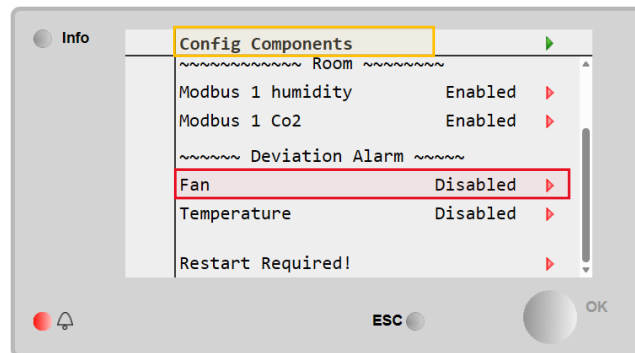 Info
Config Components
~~~~~~~~~~~~ Room ~~~~~~~~
Modbus 1 humidity Enabled
Modbus 1 Co2 Enabled
~~~~~~ Deviation Alarm ~~~~~
Fan Disabled
Temperature Disabled
Restart Required!
ESC
OK